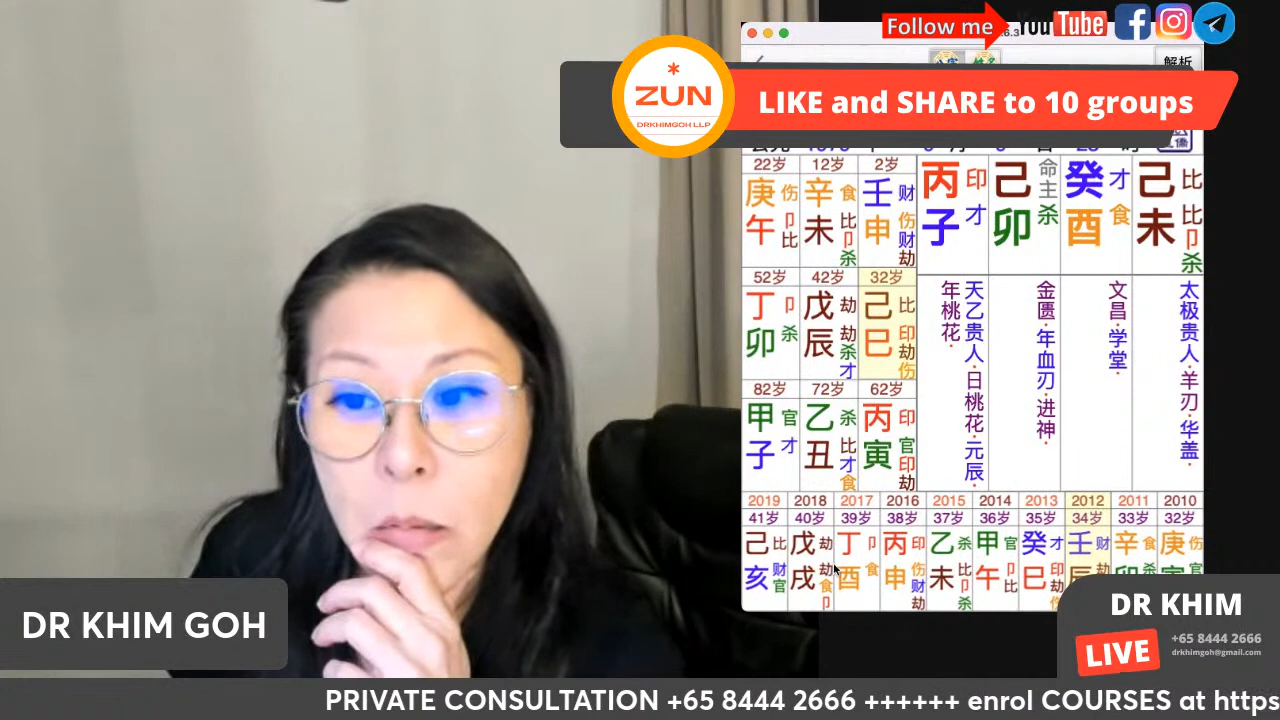 Follow me
You Tube
解析
ZUN
DRKHIMGOH LLP
LIKE and SHARE to 10 groups
22岁 12岁 2岁
庚 伤 辛 食 壬 财
午 卩 比 未 比 卩 杀 申 伤 财 劫
丙 印 己 命主 癸 才 己 比
子 才 卯 杀 酉 食 未 比 卩 杀
52岁 42岁 32岁
丁 卩 戊 劫 己 比
卯 杀 辰 劫 杀 才 巳 印 劫 伤
82岁 72岁 62岁
甲 官 乙 杀 丙 印
子 才 丑 比 才 食 寅 官 印 劫
天乙贵人·日桃花·元辰·
年桃花·
金匮·年血刃·进神·
文昌·学堂·
太极贵人·羊刃·华盖·
2019 2018 2017 2016 2015 2014 2013 2012 2011 2010
41岁 40岁 39岁 38岁 37岁 36岁 35岁 34岁 33岁 32岁
己 比 戊 劫 丁 卩 丙 印 乙 杀 甲 官 癸 才 壬 财 辛 食 庚 伤
亥 财 官 戌 劫 食 卩 酉 食 申 伤 财 劫 未 比 卩 杀 午 卩 比 巳 印 劫
DR KHIM GOH
DR KHIM
LIVE
+65 8444 2666
drkhimgoh@gmail.com
PRIVATE CONSULTATION +65 8444 2666 ++++++ enrol COURSES at https